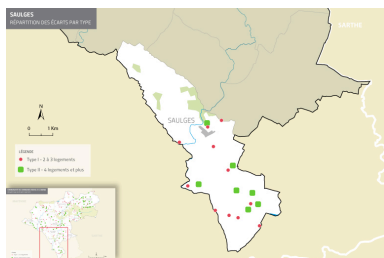 SAULGES
RÉPARTITION DES ÉCARTS PAR TYPE
SARTHE
N
SAULGES
0 1 Km
LÉGENDE
Type I - 2 à 3 logements
Type II - 4 logements et plus